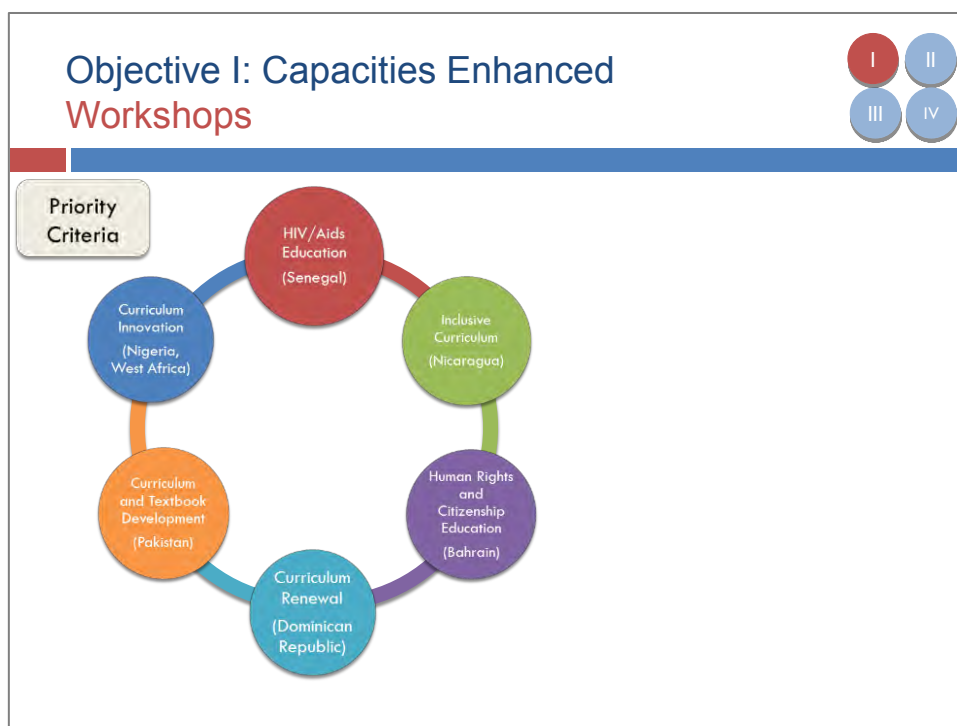 Objective I: Capacities Enhanced
Workshops
I
II
III
IV
Priority
Criteria
HIV/Aids
Education
(Senegal)
Inclusive
Curriculum
(Nicaragua)
Human Rights
and
Citizenship
Education
(Bahrain)
Curriculum
Renewal
(Dominican
Republic)
Curriculum
and Textbook
Development
(Pakistan)
Curriculum
Innovation
(Nigeria,
West Africa)